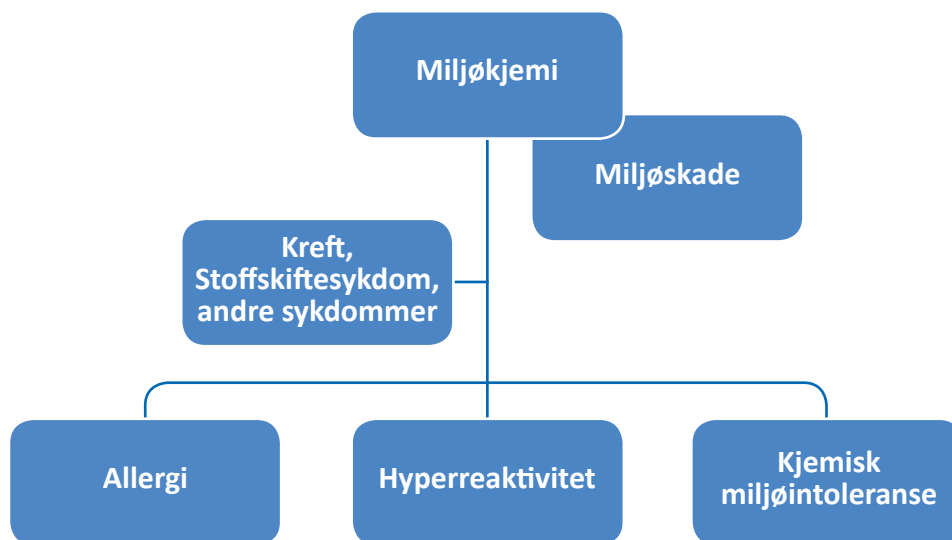 Miljøkjemi
Miljøskade
Kreft,
Stoffskiftesykdom,
andre sykdommer
Allergi
Hyperreaktivitet
Kjemisk
miljøintoleranse